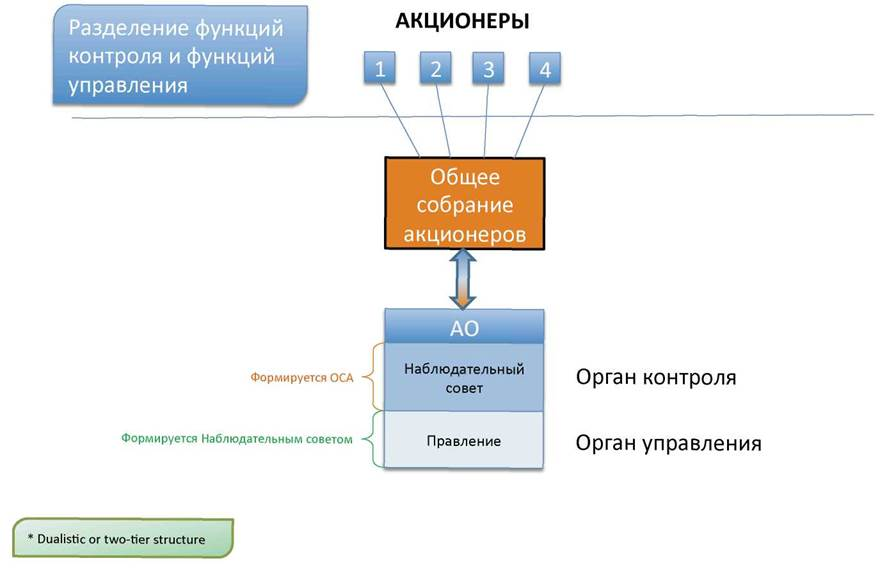 Разделение функций
контроля и функций
управления
АКЦИОНЕРЫ
1 2 3 4
Общее
собрание
акционеров
АО
Формируется ОСА
Наблюдательный
совет
Орган контроля
Формируется Наблюдательным советом
Правление
Орган управления
* Dualistic or two-tier structure